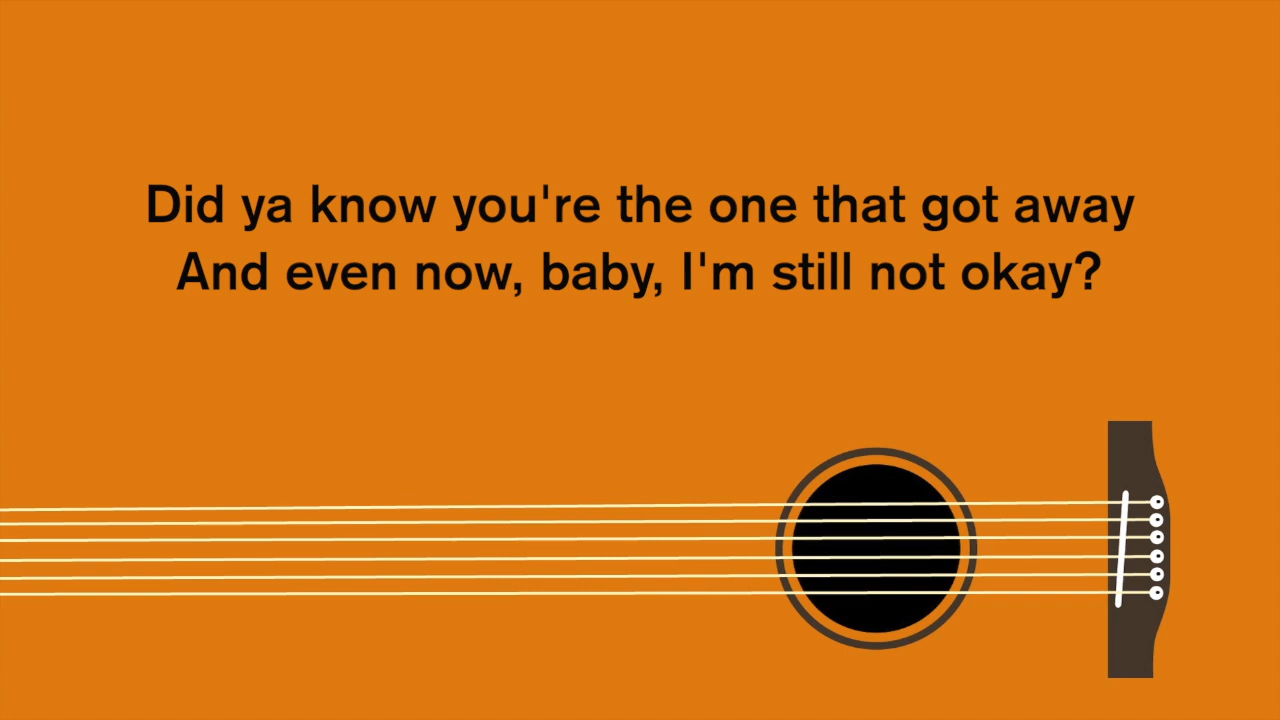 Did ya know you're the one that got away
And even now, baby, I'm still not okay?